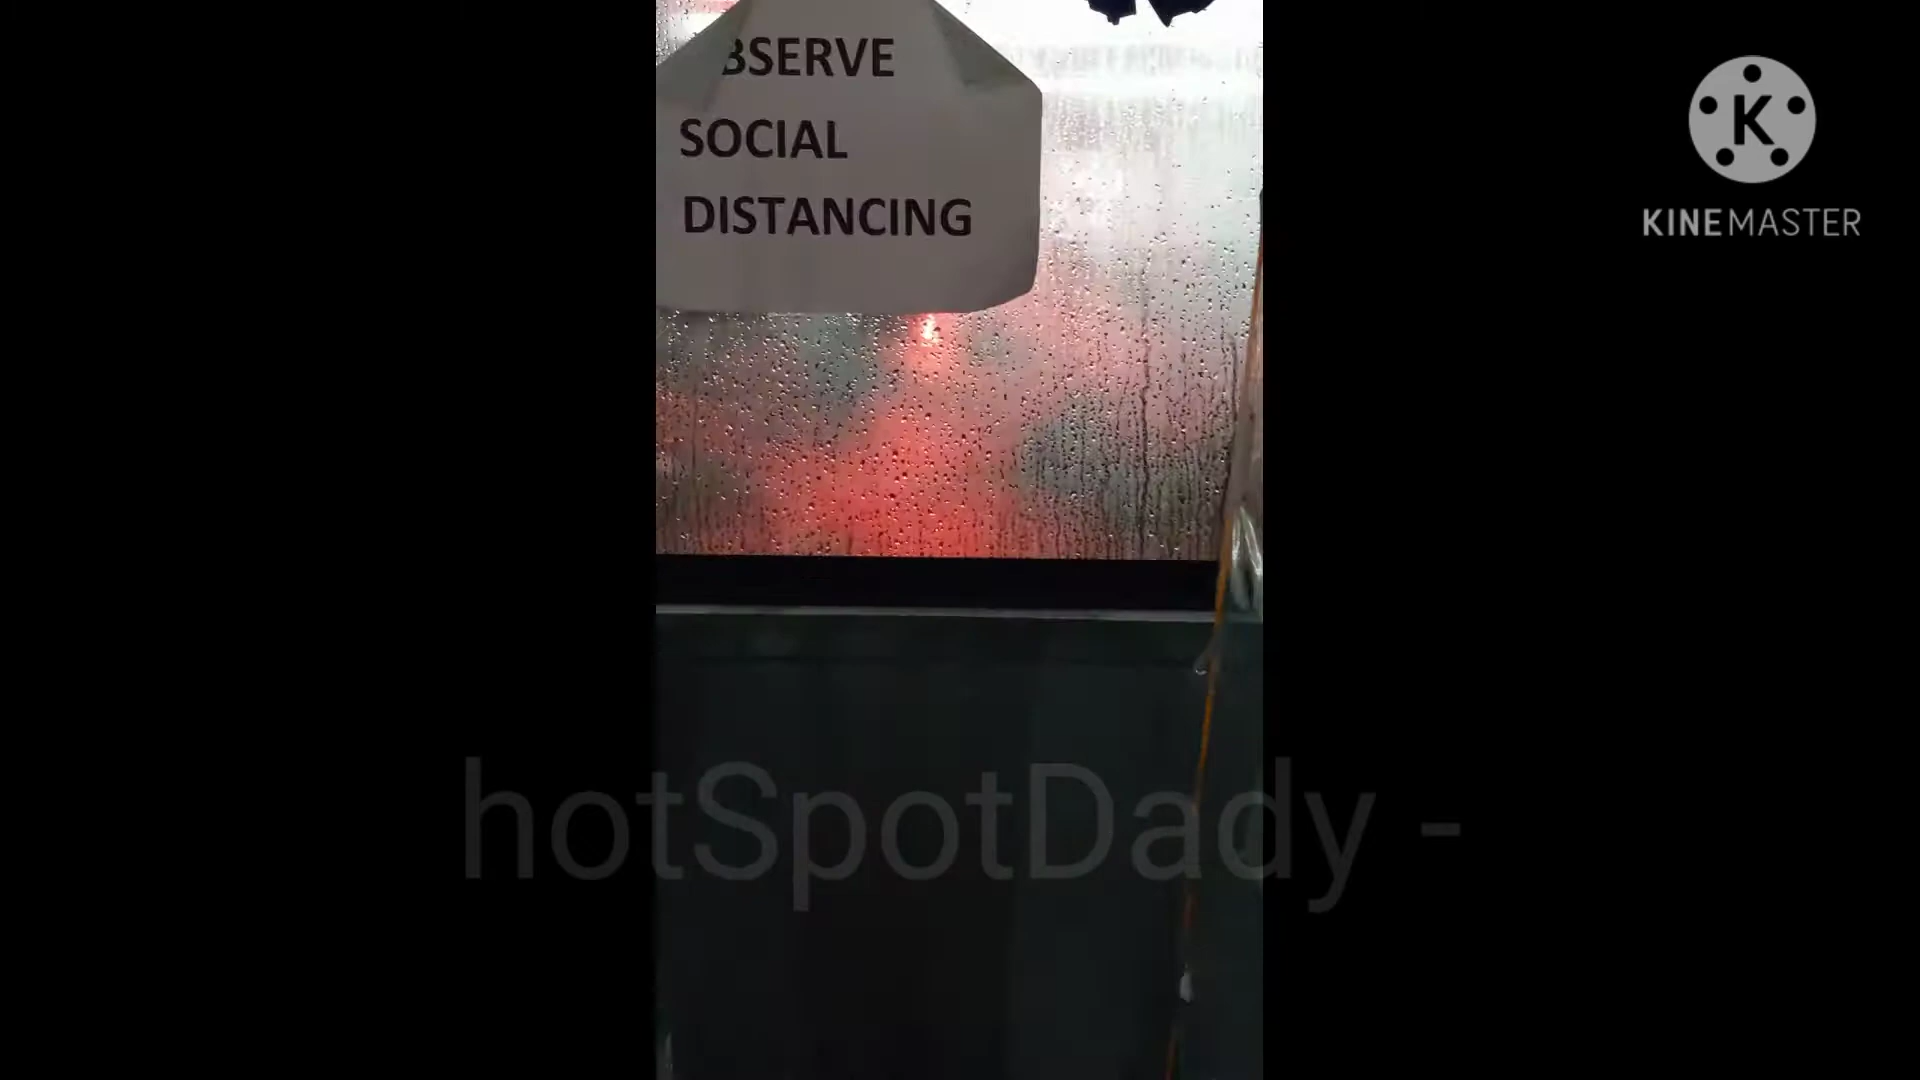 BSERVE
SOCIAL
DISTANCING
K
KINEMASTER
hotSpotDady -